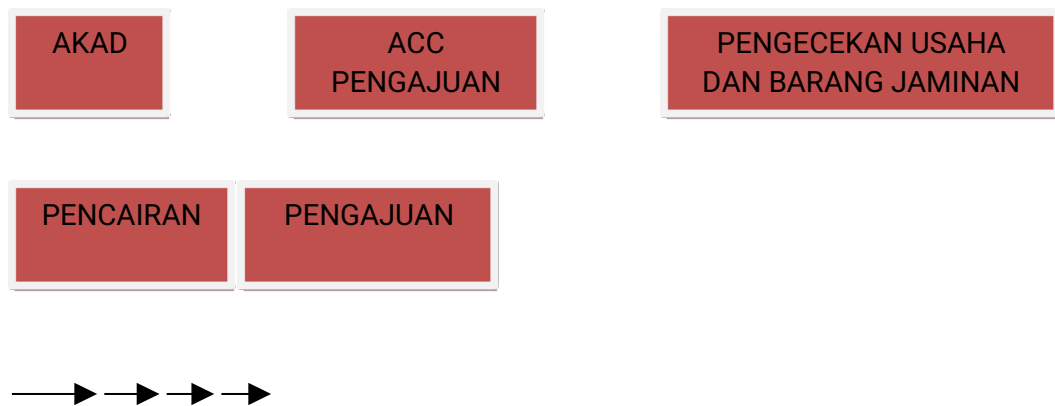 AKAD
ACC
PENGAJUAN
PENGECEKAN USAHA
DAN BARANG JAMINAN
PENCAIRAN
PENGAJUAN